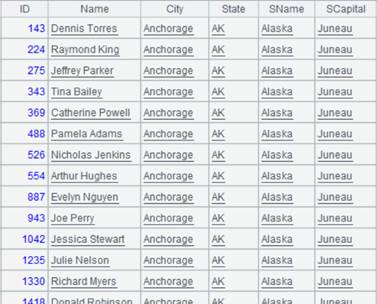 ID Name City State SName SCapital
143 Dennis Torres Anchorage AK Alaska Juneau
224 Raymond King Anchorage AK Alaska Juneau
275 Jeffrey Parker Anchorage AK Alaska Juneau
343 Tina Bailey Anchorage AK Alaska Juneau
369 Catherine Powell Anchorage AK Alaska Juneau
488 Pamela Adams Anchorage AK Alaska Juneau
526 Nicholas Jenkins Anchorage AK Alaska Juneau
554 Arthur Hughes Anchorage AK Alaska Juneau
887 Evelyn Nguyen Anchorage AK Alaska Juneau
943 Joe Perry Anchorage AK Alaska Juneau
1042 Jessica Stewart Anchorage AK Alaska Juneau
1235 Julie Nelson Anchorage AK Alaska Juneau
1330 Richard Myers Anchorage AK Alaska Juneau
1418 Donald Robinson Anchorage AK Alaska Juneau